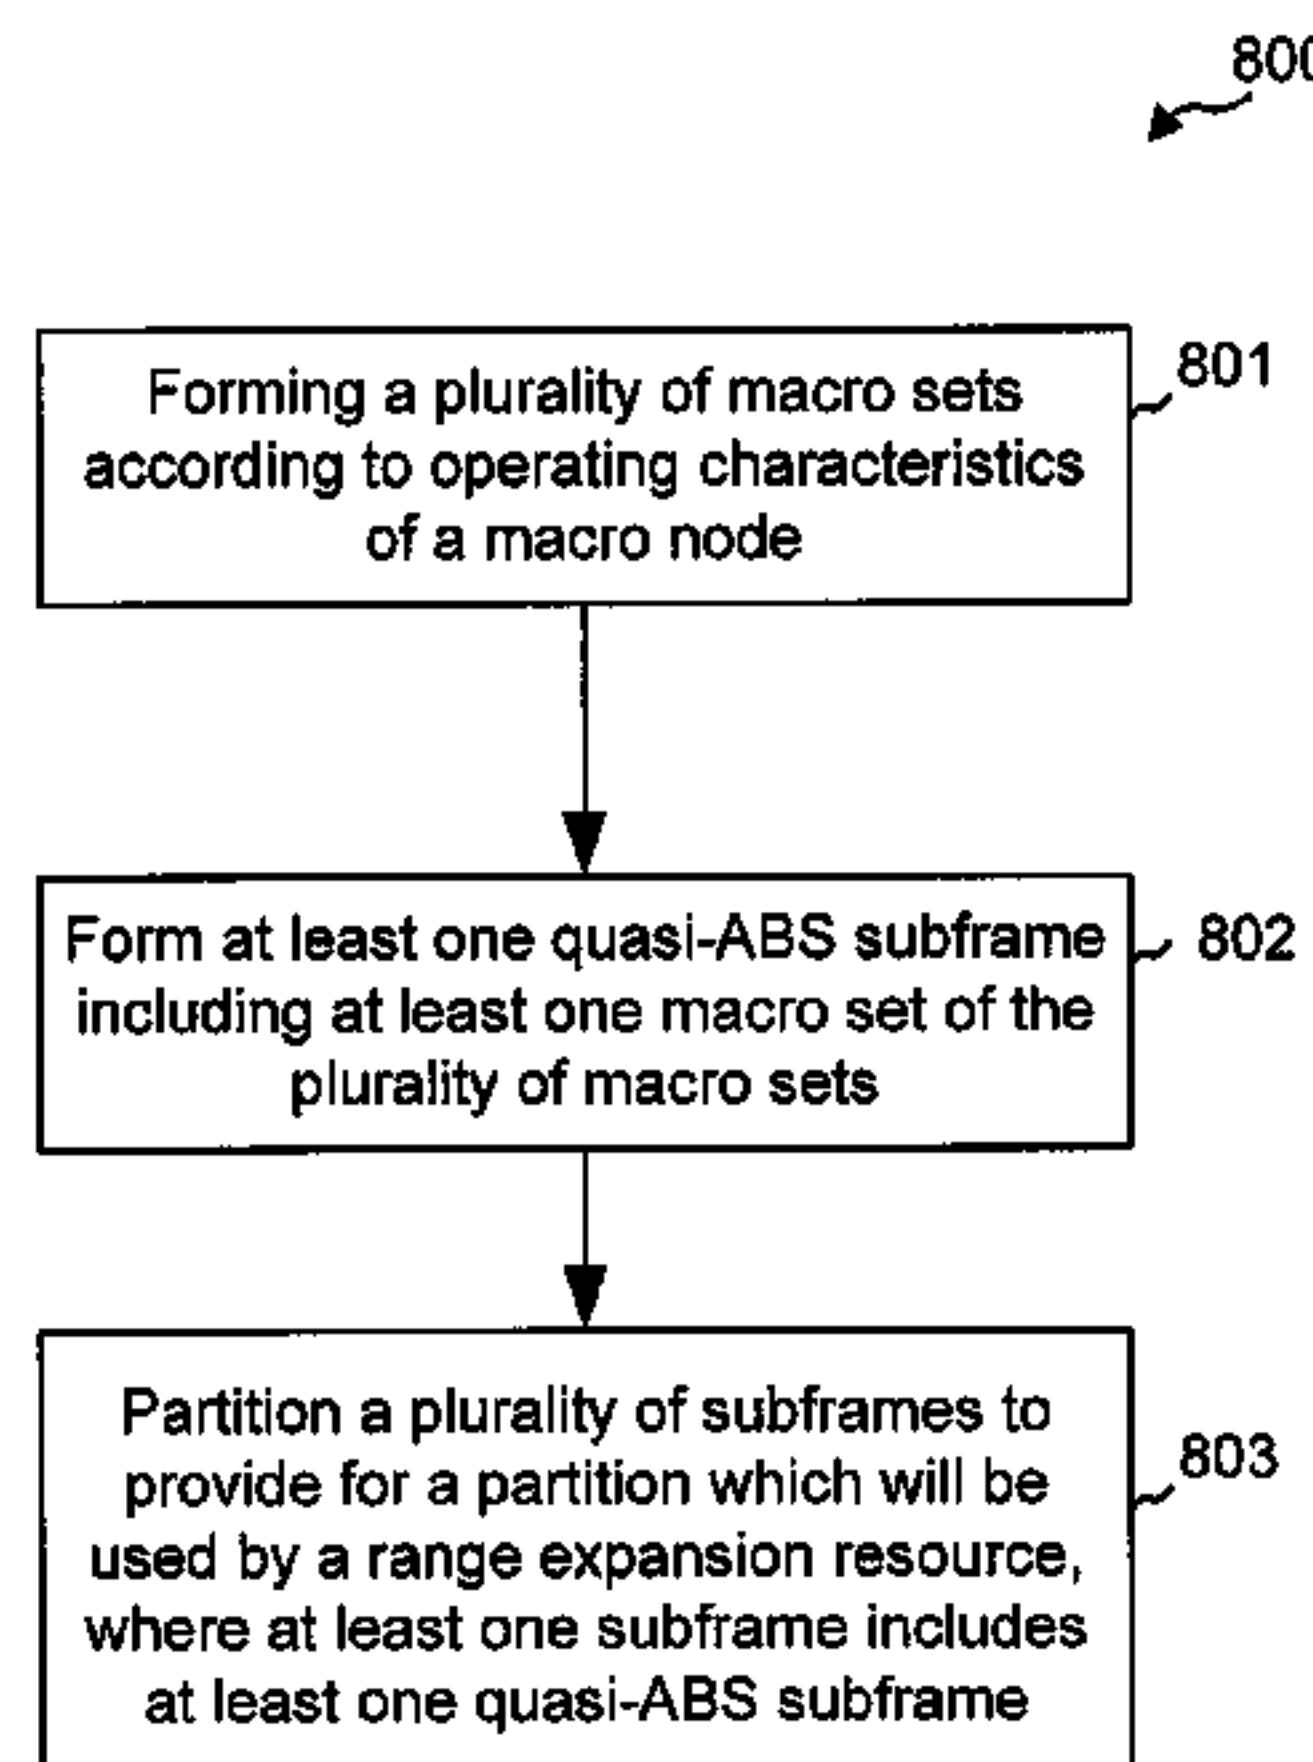 800
Forming a plurality of macro sets
according to operating characteristics
of a macro node
801
Form at least one quasi-ABS subframe
including at least one macro set of the
plurality of macro sets
802
Partition a plurality of subframes to
provide for a partition which will be
used by a range expansion resource,
where at least one subframe includes
at least one quasi-ABS subframe
803